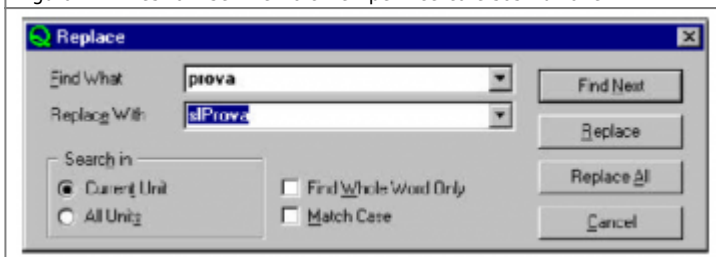 Replace
Find What prova Find Next
Replace With slProva Replace
Search in
Current Unit Find Whole Word Only Replace All
All Units Match Case Cancel